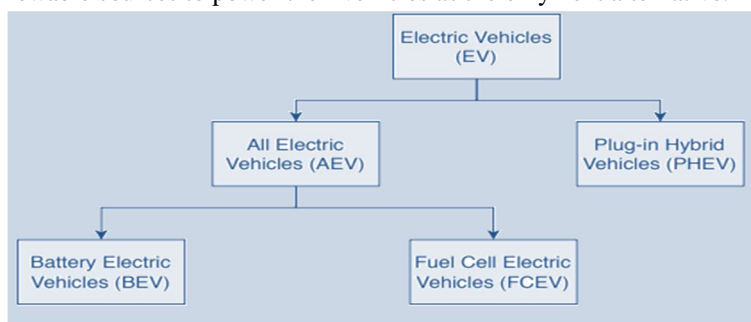 Electric Vehicles
(EV)
All Electric
Vehicles (AEV)
Plug-in Hybrid
Vehicles (PHEV)
Battery Electric
Vehicles (BEV)
Fuel Cell Electric
Vehicles (FCEV)